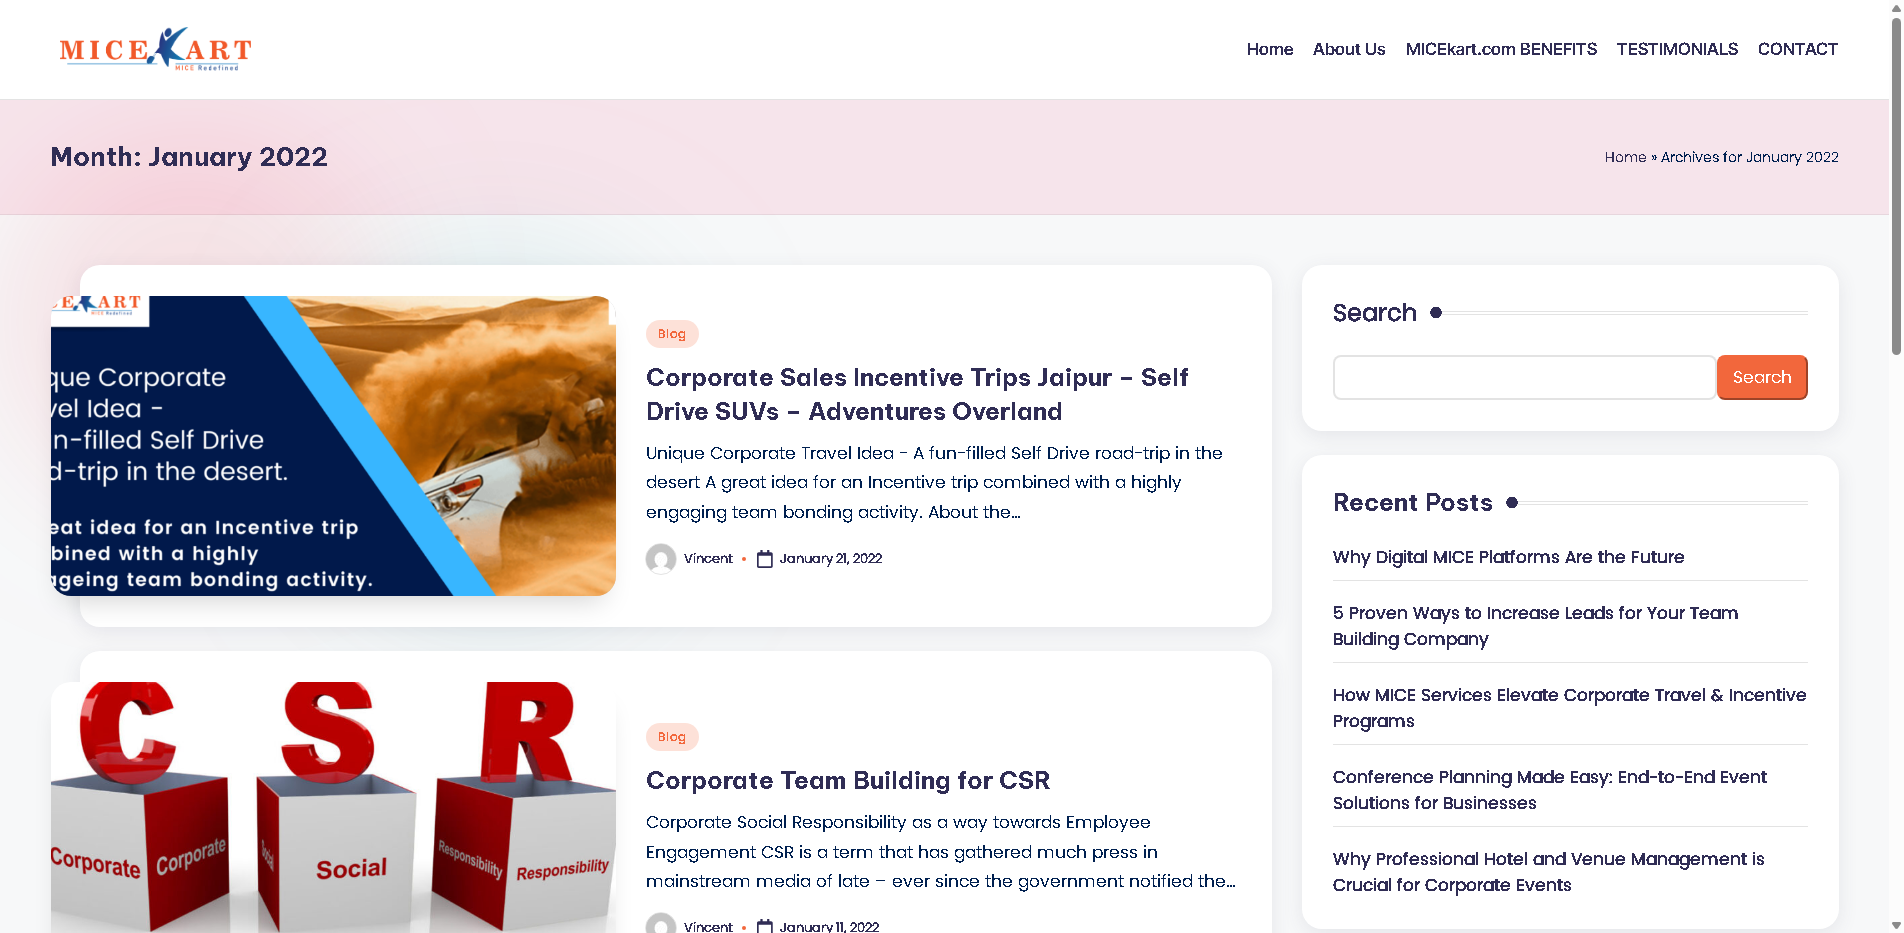 MICEKART
MICE Redefined
Home
About Us
MICEkart.com BENEFITS
TESTIMONIALS
CONTACT
Month: January 2022
Home » Archives for January 2022
CEKART
MICE Redefined
que Corporate
vel Idea -
n-filled Self Drive
d-trip in the desert.
eat idea for an Incentive trip
bined with a highly
ageing team bonding activity.
Blog
Corporate Sales Incentive Trips Jaipur – Self
Drive SUVs – Adventures Overland
Unique Corporate Travel Idea - A fun-filled Self Drive road-trip in the
desert A great idea for an Incentive trip combined with a highly
engaging team bonding activity. About the…
Vincent
January 21, 2022
C S R
Corporate
Corporate
Social
Social
Responsibility
Responsibility
Blog
Corporate Team Building for CSR
Corporate Social Responsibility as a way towards Employee
Engagement CSR is a term that has gathered much press in
mainstream media of late – ever since the government notified the…
Vincent
January 11, 2022
Search
Search
Recent Posts
Why Digital MICE Platforms Are the Future
5 Proven Ways to Increase Leads for Your Team
Building Company
How MICE Services Elevate Corporate Travel & Incentive
Programs
Conference Planning Made Easy: End-to-End Event
Solutions for Businesses
Why Professional Hotel and Venue Management is
Crucial for Corporate Events